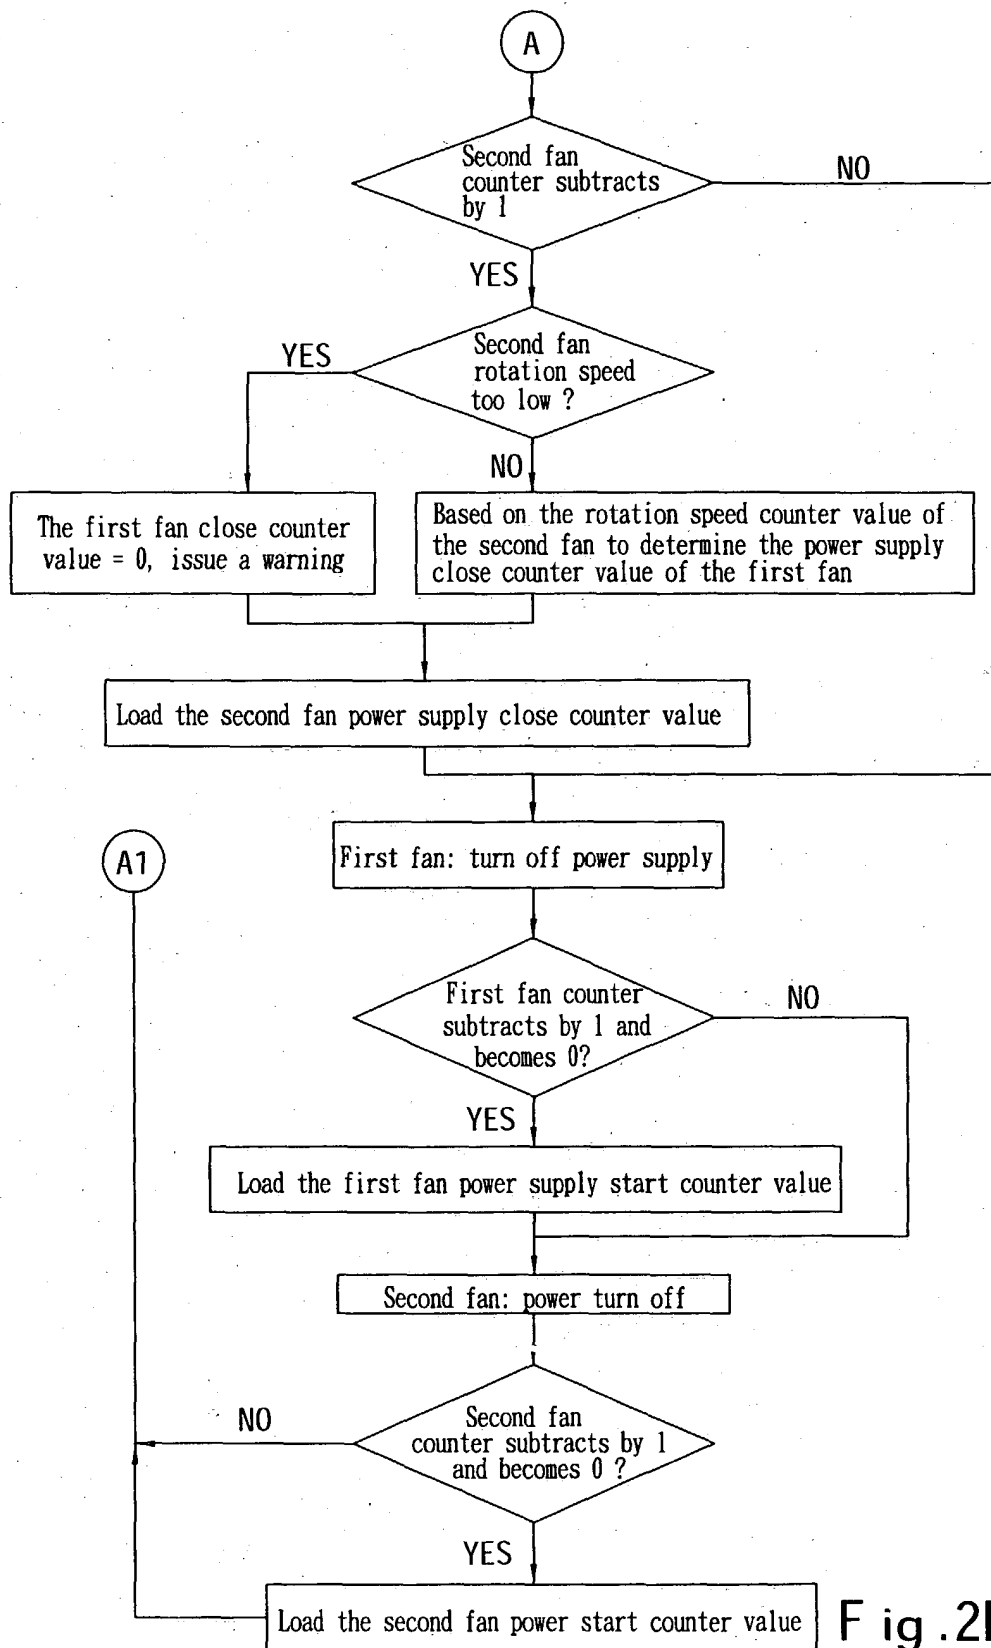 A
Second fan
counter subtracts
by 1
NO
YES
Second fan
rotation speed
too low ?
YES
NO
The first fan close counter
value = 0, issue a warning
Based on the rotation speed counter value of
the second fan to determine the power supply
close counter value of the first fan
Load the second fan power supply close counter value
A1
First fan: turn off power supply
First fan counter
subtracts by 1 and
becomes 0?
NO
YES
Load the first fan power supply start counter value
Second fan: power turn off
Second fan
counter subtracts by 1
and becomes 0 ?
NO
YES
Load the second fan power start counter value
Fig.2